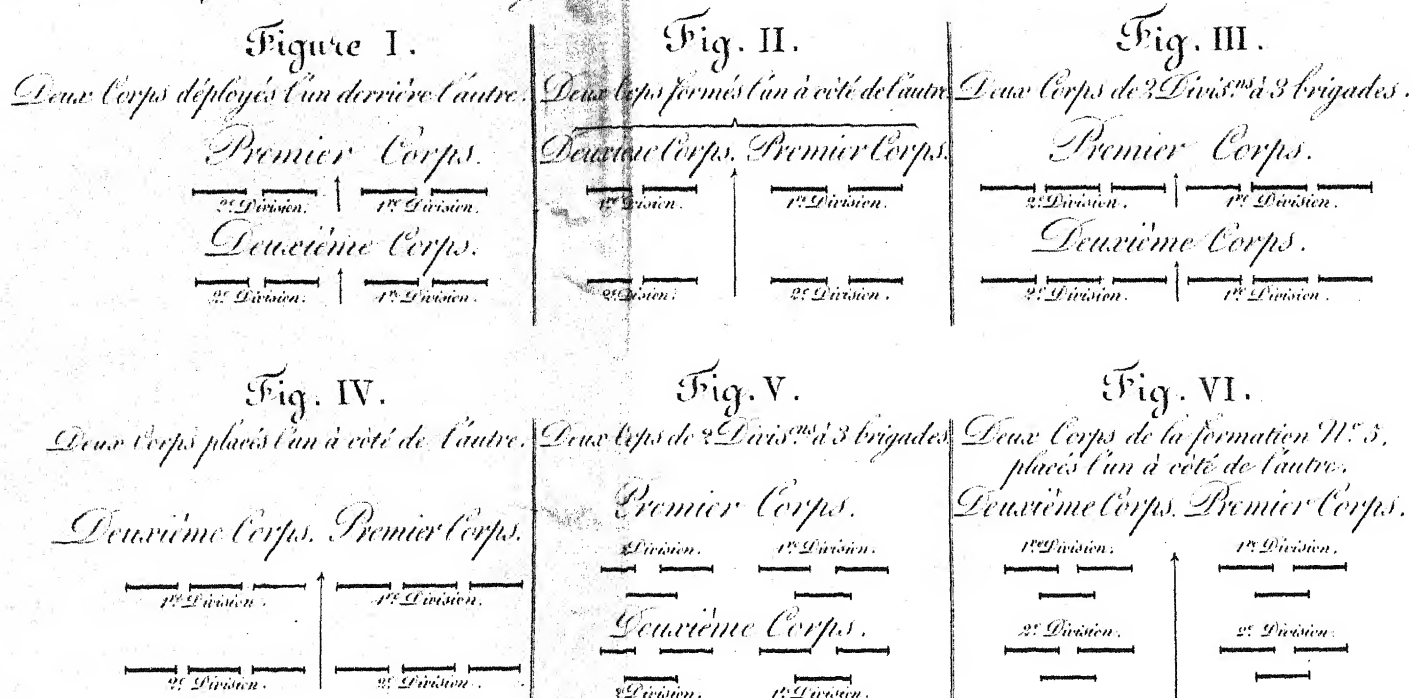 Figure I.
Deux Corps déployés l'un derrière l'autre.
Premier Corps.
2e. Division. 1re. Division.
Deuxième Corps.
2e. Division. 1re. Division.
Fig. II.
Deux Cops formés l'un à côté de l'autre
Deuxième Corps. Premier Corps.
1re Division. 1re. Division.
2e. Division. 2e. Division.
Fig. III.
Deux Corps de 2 Divisons à 3 brigades.
Premier Corps.
2e. Division. 1re. Division.
Deuxième Corps.
2e. Division. 1re. Division.
Fig. IV.
Deux Corps placés l'un à côté de l'autre.
Deuxième Corps. Premier Corps.
1re. Division. 1re. Division.
2e. Division. 2e. Division.
Fig. V.
Deux Cops de 2 Divisons à 3 brigades
Premier Corps.
2 Division. 1re. Division.
Deuxième Corps.
2 Division. 1re. Division.
Fig. VI.
Deux Corps de la formation No. 5,
placés l'un à côté de l'autre.
Deuxième Corps. Premier Corps.
1re Division. 1re. Division.
2e. Division. 2e. Division.